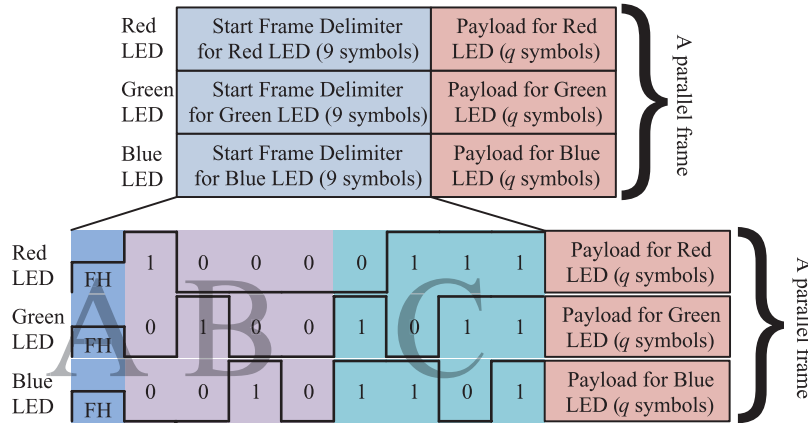 Red
LED
Start Frame Delimiter
for Red LED (9 symbols)
Payload for Red
LED (q symbols)
Green
LED
Start Frame Delimiter
for Green LED (9 symbols)
Payload for Green
LED (q symbols)
Blue
LED
Start Frame Delimiter
for Blue LED (9 symbols)
Payload for Blue
LED (q symbols)
A parallel frame
Red
LED
FH 1 0 0 0 0 1 1 1
Payload for Red
LED (q symbols)
Green
LED
FH 0 1 0 0 1 0 1 1
Payload for Green
LED (q symbols)
Blue
LED
FH 0 0 1 0 1 1 0 1
Payload for Blue
LED (q symbols)
A B C
A parallel frame